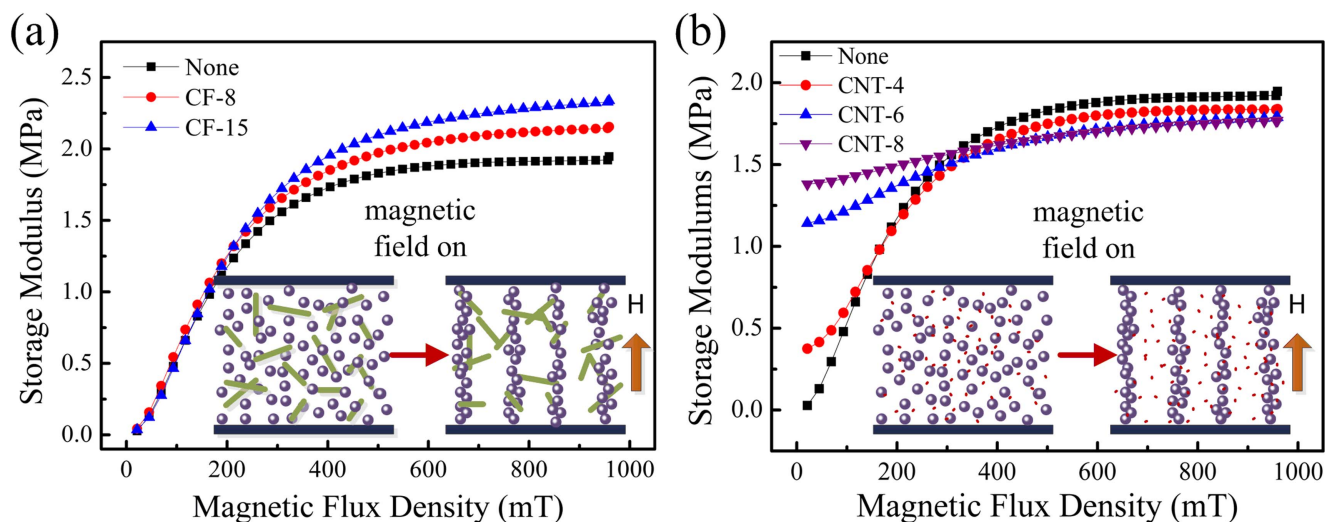 (a)
None
CF-8
CF-15
Storage Modulus (MPa)
2.5
2.0
1.5
1.0
0.5
0.0
magnetic
field on
H
0 200 400 600 800 1000
Magnetic Flux Density (mT)
(b)
None
CNT-4
CNT-6
CNT-8
Storage Modulums (MPa)
2.0
1.5
1.0
0.5
0.0
magnetic
field on
H
0 200 400 600 800 1000
Magnetic Flux Density (mT)